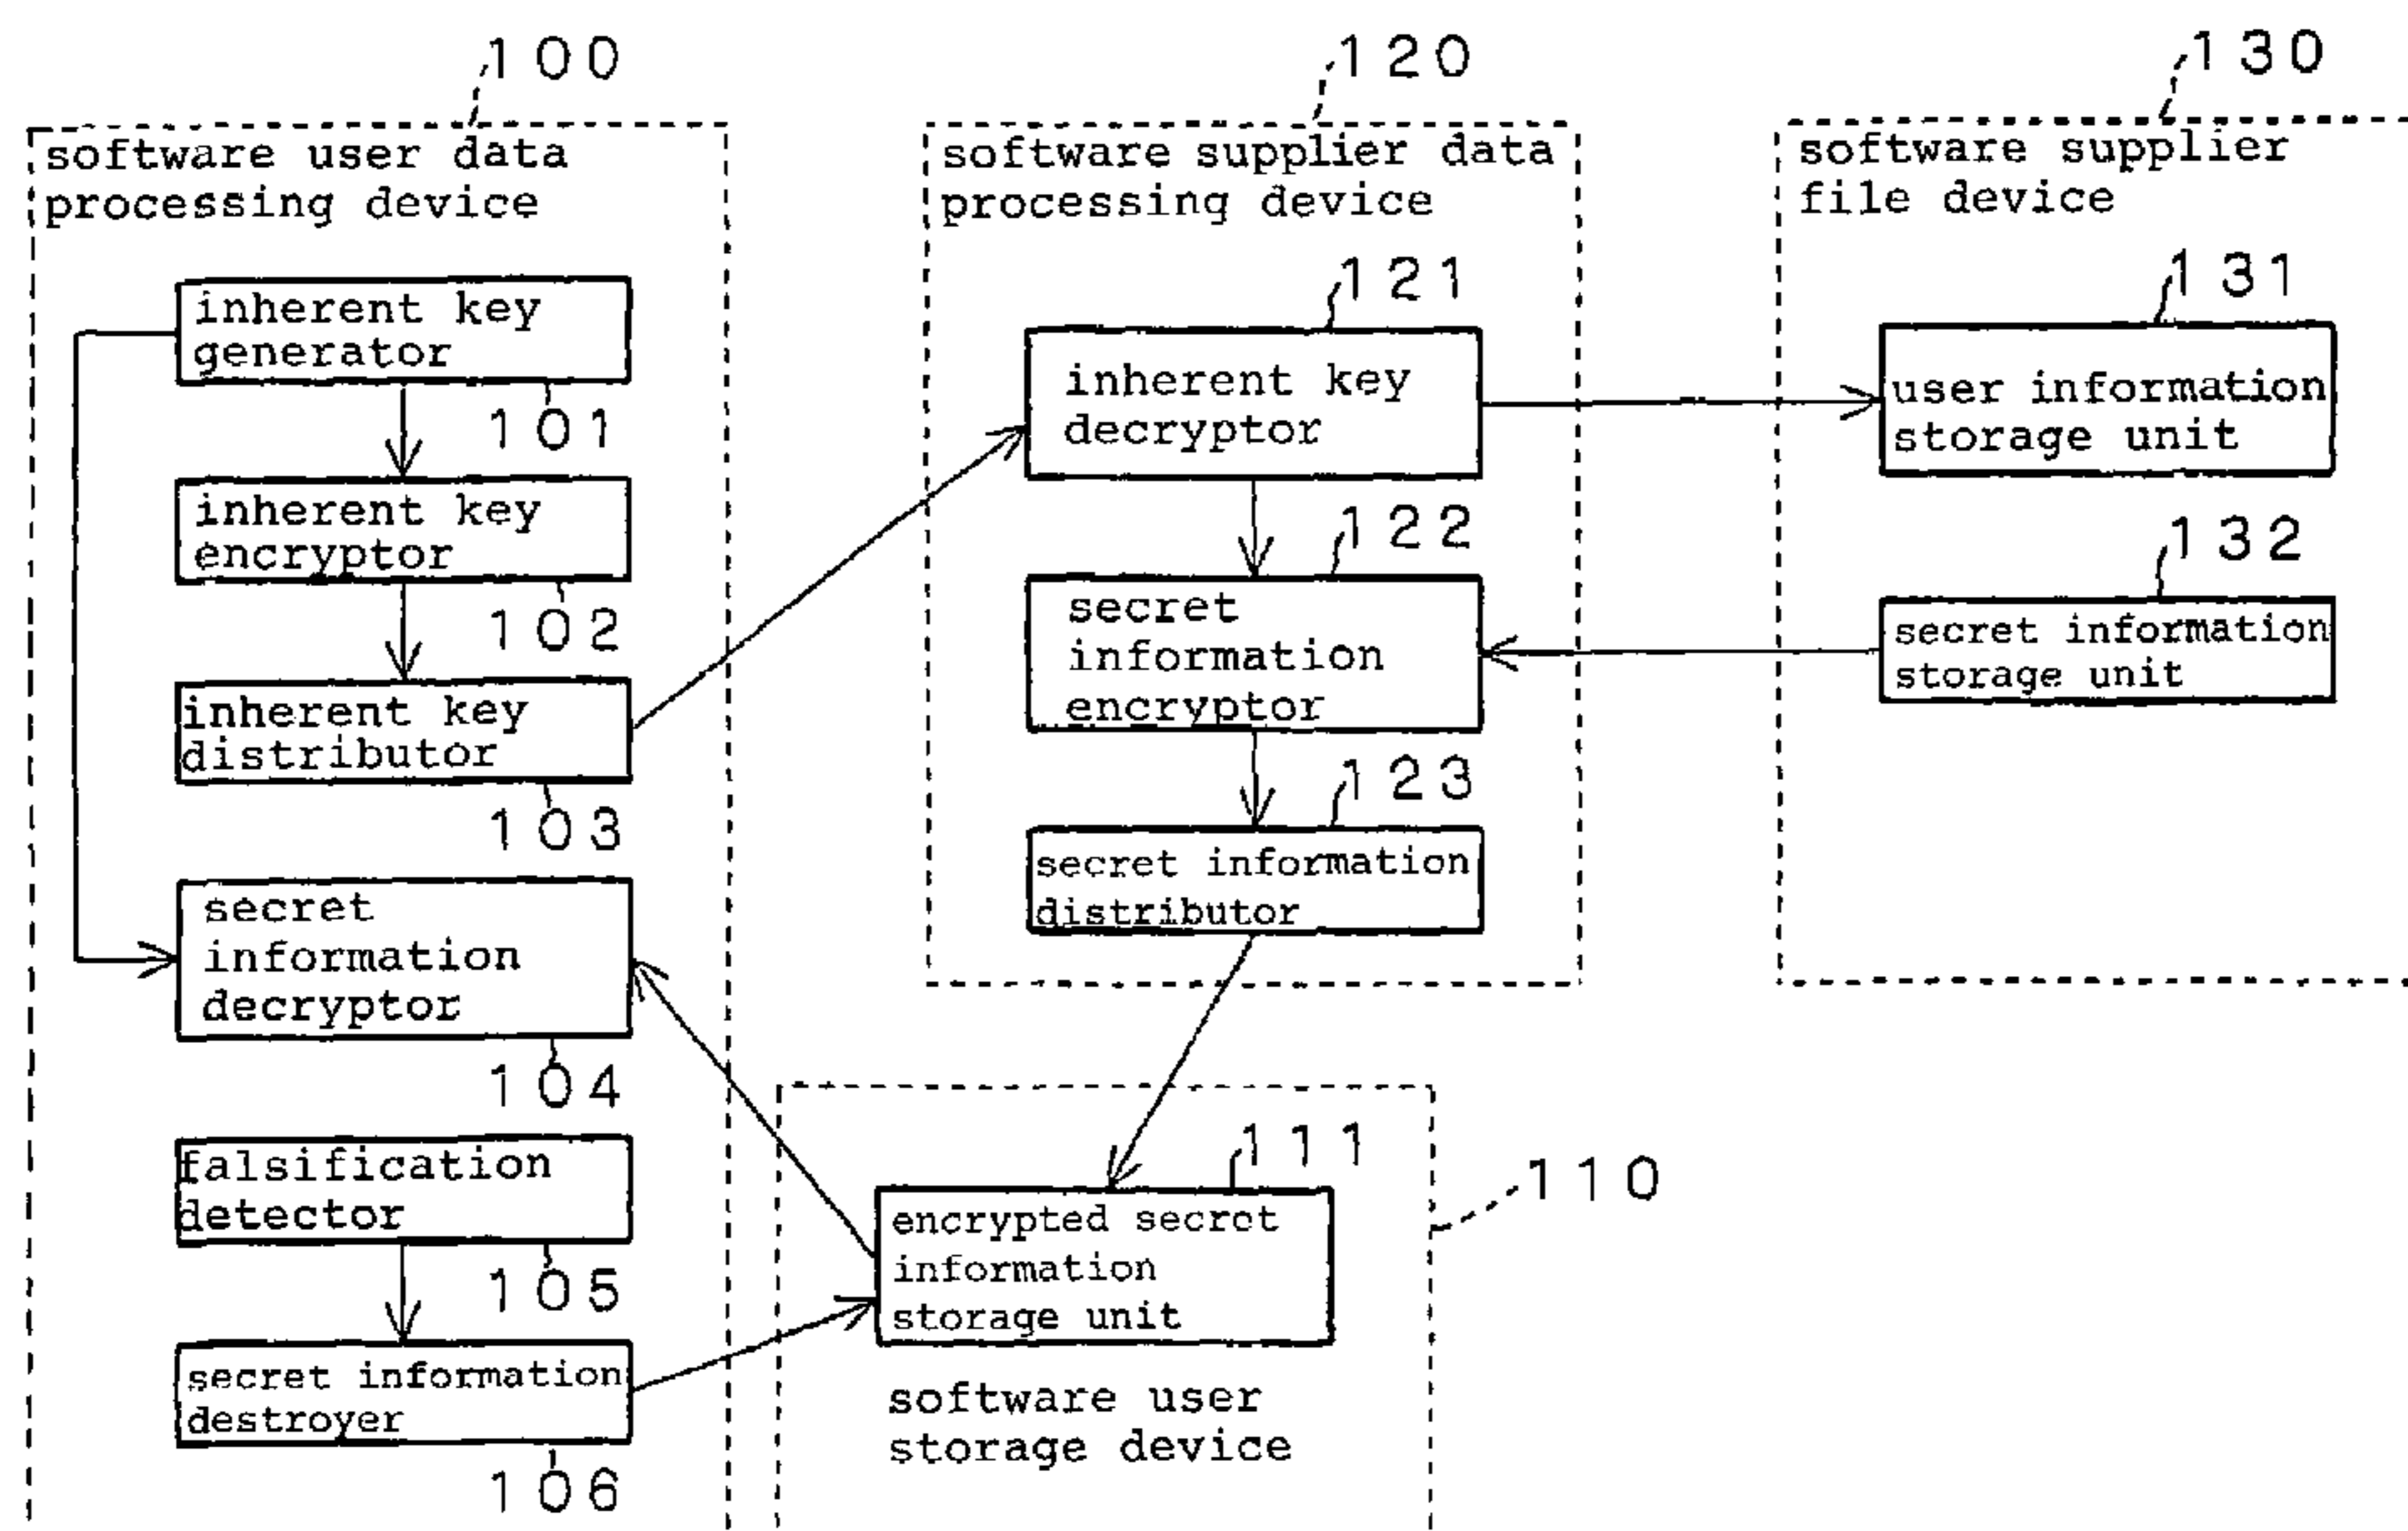 100
software user data
processing device
inherent key
generator
101
inherent key
encryptor
102
inherent key
distributor
103
secret
information
decryptor
104
falsification
detector
105
secret information
destroyer
106
120
software supplier data
processing device
121
inherent key
decryptor
122
secret
information
encryptor
123
secret information
distributor
130
software supplier
file device
131
user information
storage unit
132
secret information
storage unit
111
110
encrypted secret
information
storage unit
software user
storage device